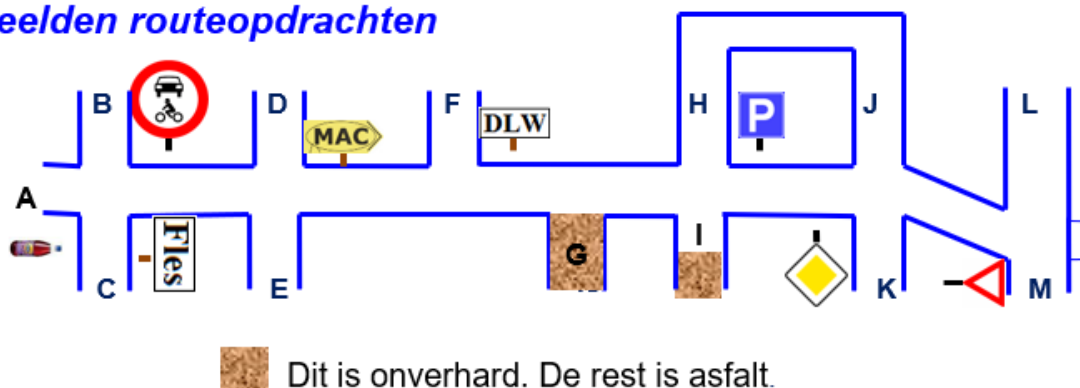 eelden routeopdrachten
B
D
MAC
F
DLW
H
P
J
L
A
Fles
C
E
G
I
K
M
Dit is onverhard. De rest is asfalt.